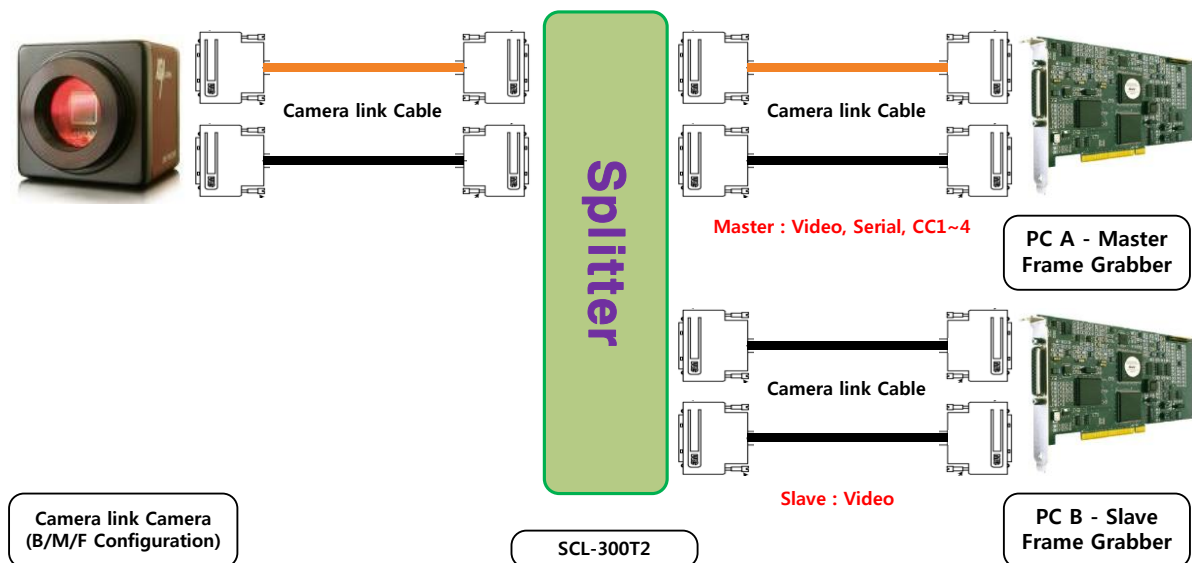 Camera link Cable
Camera link Cable
Splitter
Master : Video, Serial, CC1~4
PC A - Master
Frame Grabber
Camera link Cable
Slave : Video
Camera link Camera
(B/M/F Configuration)
SCL-300T2
PC B - Slave
Frame Grabber